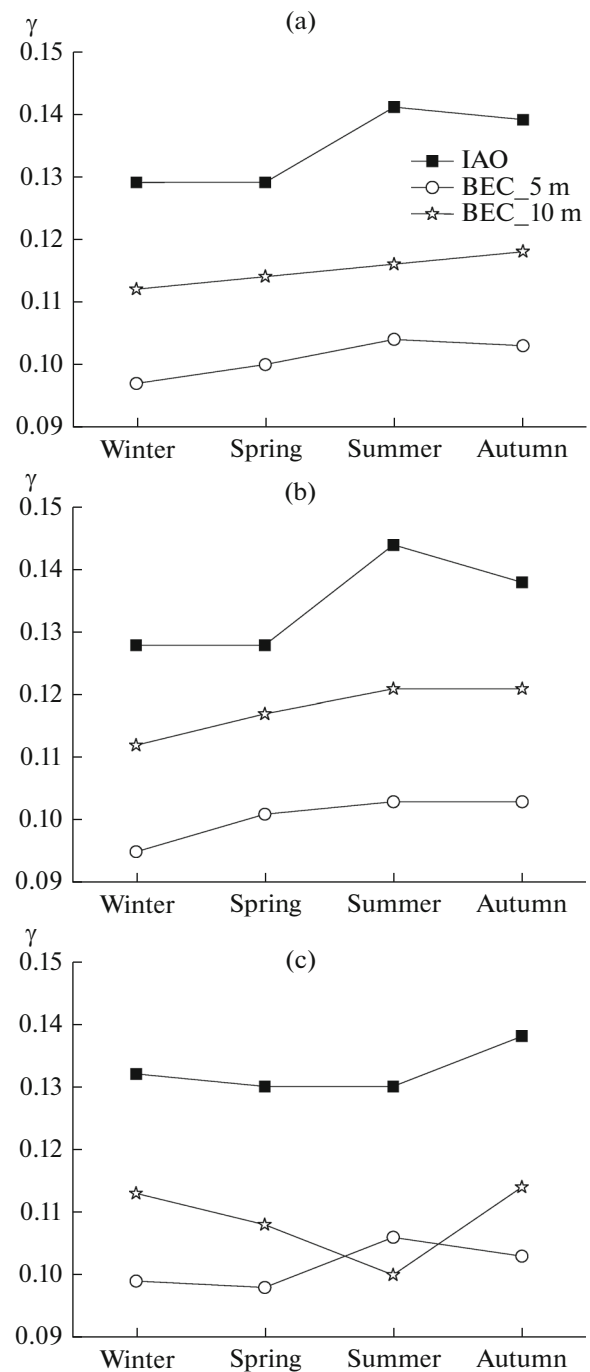 (a)
γ
0.15
0.14
0.13
0.12
0.11
0.10
0.09
IAO
BEC_5 m
BEC_10 m
Winter Spring Summer Autumn
(b)
γ
0.15
0.14
0.13
0.12
0.11
0.10
0.09
Winter Spring Summer Autumn
(c)
γ
0.15
0.14
0.13
0.12
0.11
0.10
0.09
Winter Spring Summer Autumn